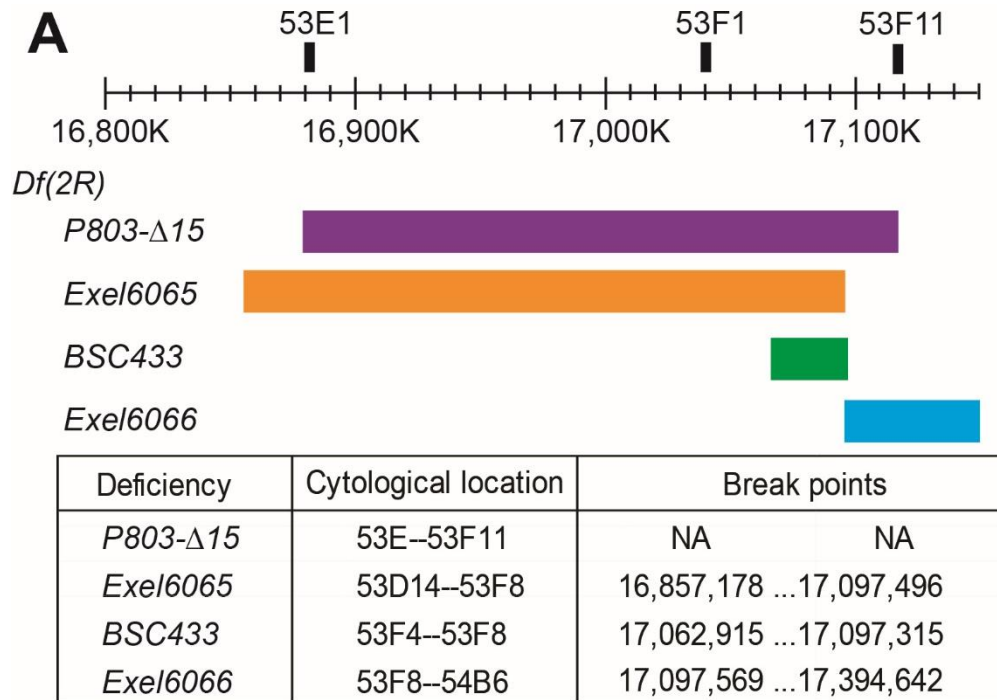 A
53E1 53F1 53F11
16,800K 16,900K 17,000K 17,100K
Df(2R)
P803-Δ15
Exel6065
BSC433
Exel6066
Deficiency Cytological location Break points
P803-Δ15 53E--53F11 NA NA
Exel6065 53D14--53F8 16,857,178 ...17,097,496
BSC433 53F4--53F8 17,062,915 ...17,097,315
Exel6066 53F8--54B6 17,097,569 ...17,394,642